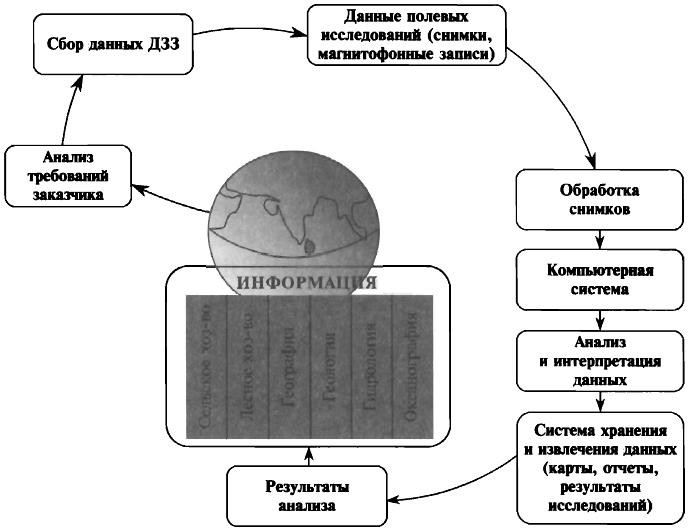 Сбор данных ДЗЗ
Данные полевых
исследований (снимки,
магнитофонные записи)
Анализ
требований
заказчика
Обработка
снимков
Компьютерная
система
Анализ
и интерпретация
данных
Система хранения
и извлечения данных
(карты, отчеты,
результаты
исследований)
Результаты
анализа
ИНФОРМАЦИЯ
Сельское хоз-во
Лесное хоз-во
География
Геология
Гидрология
Океанография